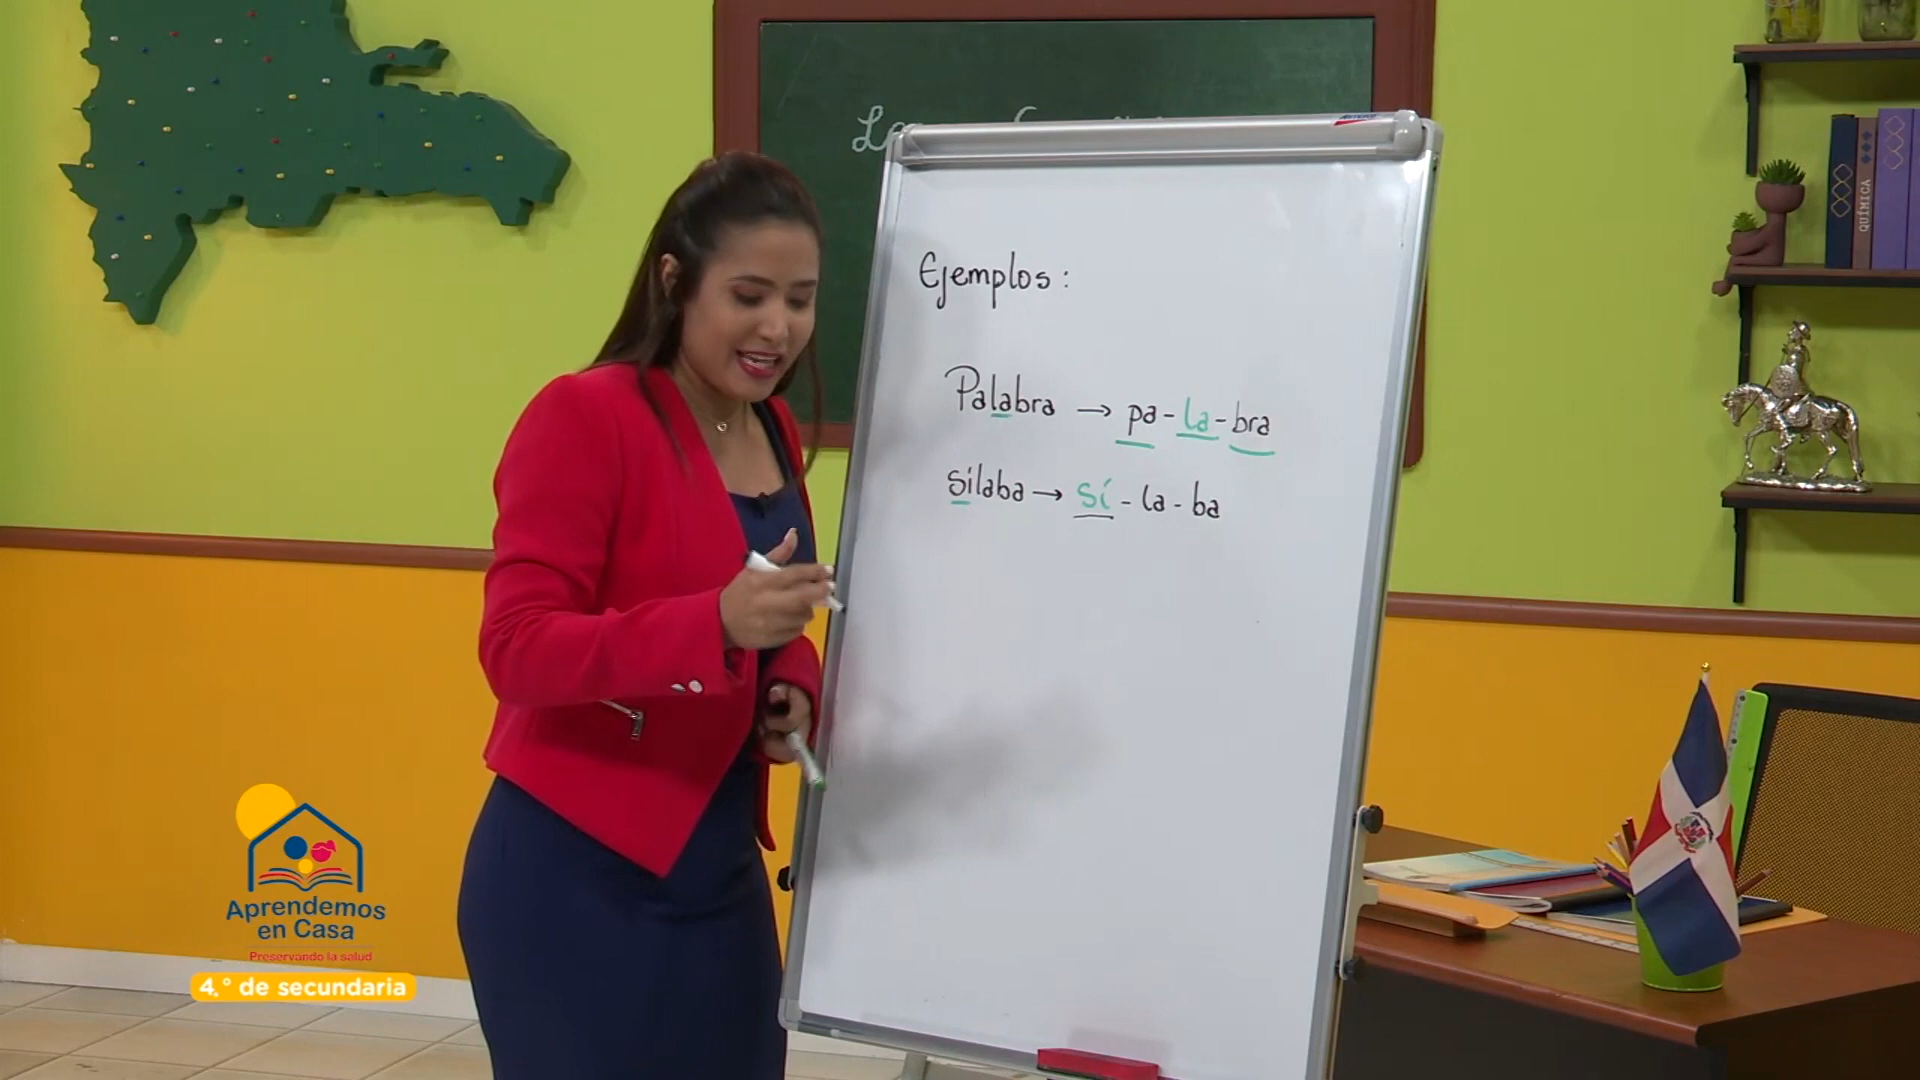 La
Ejemplos:
Palabra → pa-la-bra
sílaba → sí-la-ba
QUÍMICA
Aprendemos
en Casa
Preservando la salud
4.° de secundaria